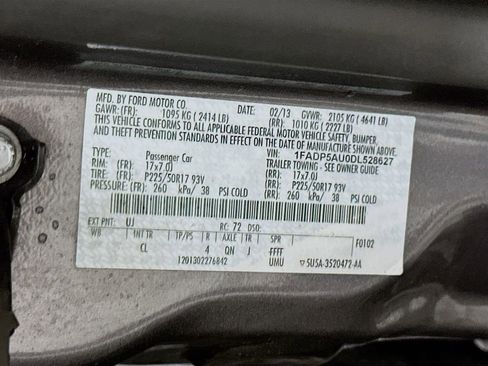 MFD. BY FORD MOTOR CO.
DATE: 02/13 GVWR: 2105 KG ( 4641 LB)
GAWR: (FR): 1095 KG ( 2414 LB) (RR): 1010 KG ( 2227 LB)
THIS VEHICLE CONFORMS TO ALL APPLICABLE FEDERAL MOTOR VEHICLE SAFETY, BUMPER,
AND THEFT PREVENTION STANDARDS IN EFFECT ON THE DATE OF MANUFACTURE SHOWN ABOVE.
VIN: 1FADP5AU0DL528627
TYPE: Passenger Car TRAILER TOWING - SEE OWNER GUIDE
RIM: (FR) 17x7.0J (RR): 17x7.0J
TIRE: (FR) P225/50R17 93V (RR): P225/50R17 93V
PRESSURE: (FR) 260 kPa/ 38 PSI COLD (RR): 260 kPa/ 38 PSI COLD
EXT PNT: UJ RC: 72 DSO: F0102
WB INT TR TP/PS R AXLE TR SPR
CL 4 QN J FFFF
1201302276842 UMU 5U5A-3520472-AA